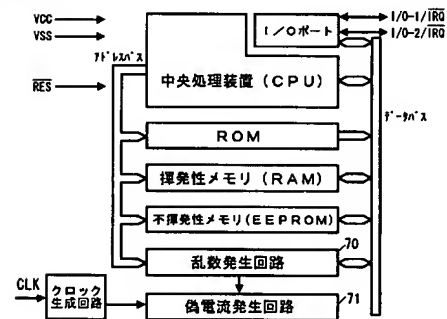 VCC
VSS
RES
アドレスバス
I/Oポート
I/O-1/IRQ
I/O-2/IRQ
中央処理装置(CPU)
データバス
ROM
揮発性メモリ(RAM)
不揮発性メモリ(EEPROM)
70
乱数発生回路
CLK
クロック
生成回路
偽電流発生回路
71